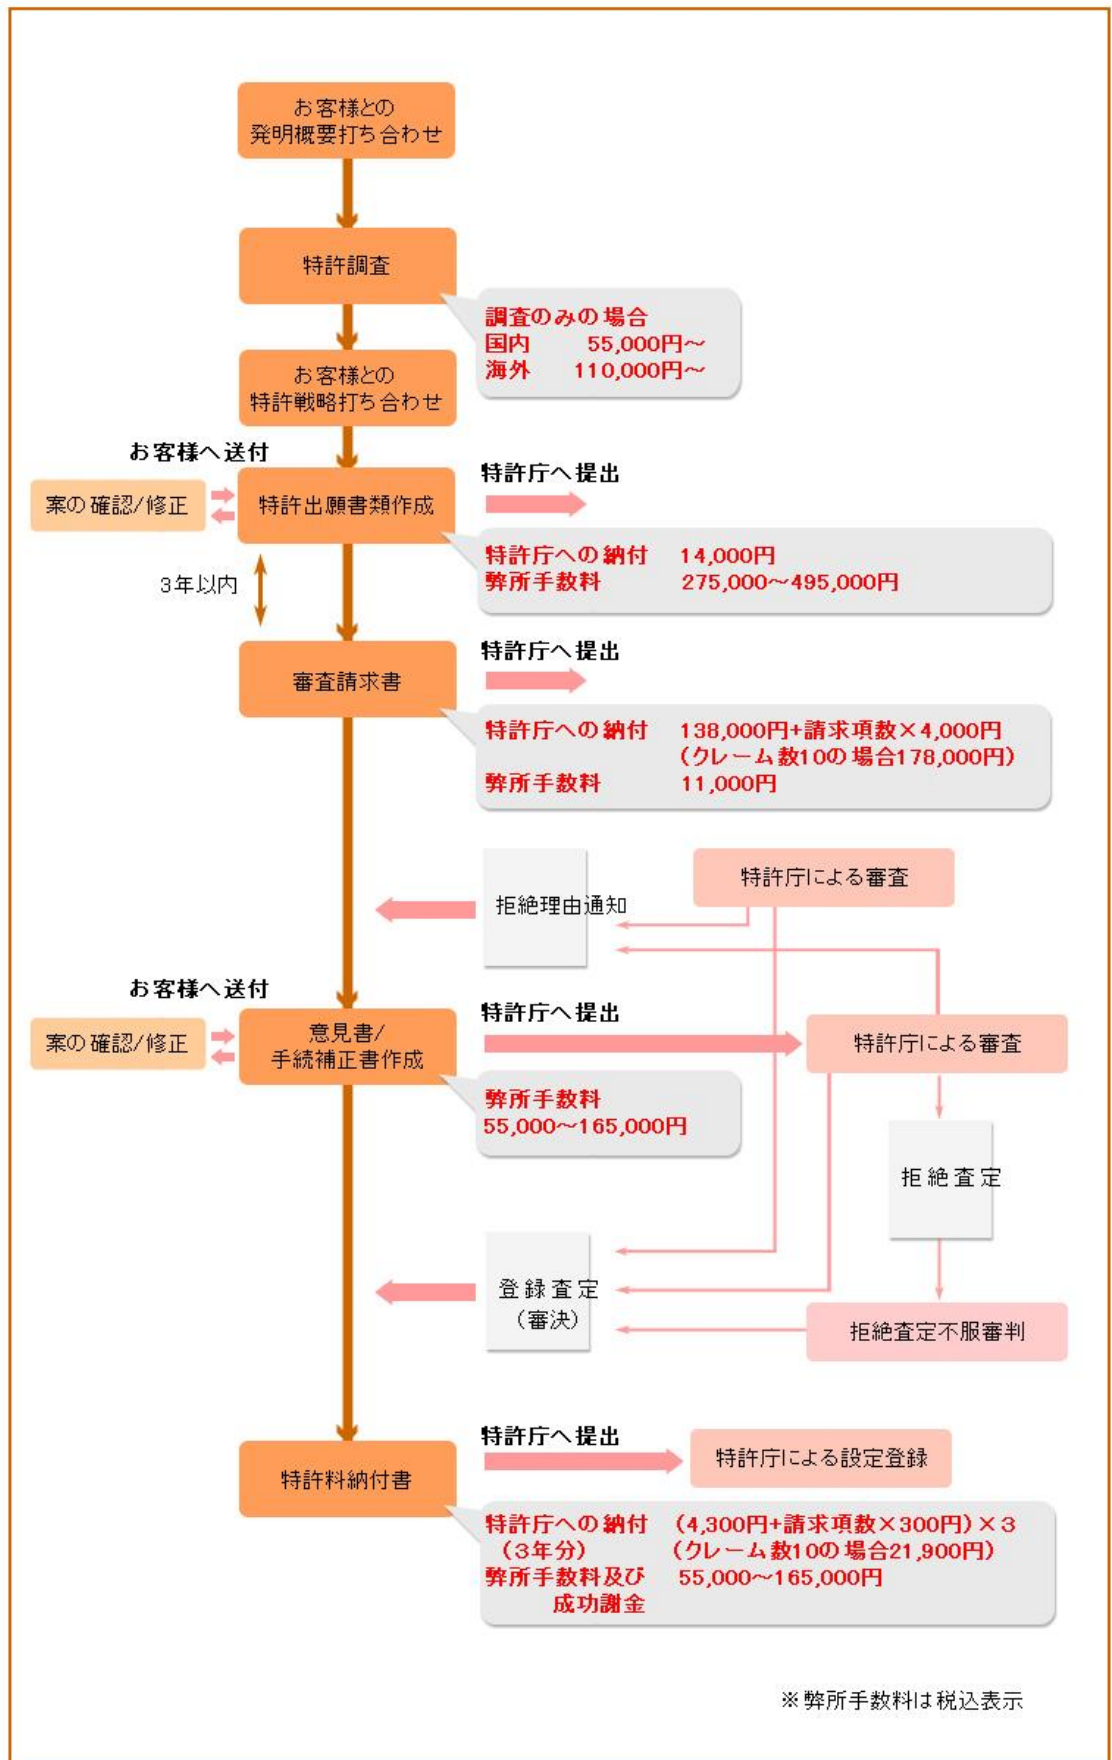 お客様との
発明概要打ち合わせ
特許調査
調査のみの場合
国内 55,000円～
海外 110,000円～
お客様との
特許戦略打ち合わせ
お客様へ送付
案の確認/修正
特許出願書類作成
特許庁へ提出
特許庁への納付 14,000円
弊所手数料 275,000～495,000円
3年以内
審査請求書
特許庁へ提出
特許庁への納付 138,000円+請求項数×4,000円
（クレーム数10の場合178,000円）
弊所手数料 11,000円
特許庁による審査
拒絶理由通知
お客様へ送付
案の確認/修正
意見書/
手続補正書作成
特許庁へ提出
特許庁による審査
弊所手数料
55,000～165,000円
拒絶査定
登録査定
（審決）
拒絶査定不服審判
特許料納付書
特許庁へ提出
特許庁による設定登録
特許庁への納付 （4,300円+請求項数×300円）×3
（3年分） （クレーム数10の場合21,900円）
弊所手数料及び 55,000～165,000円
成功謝金
※弊所手数料は税込表示